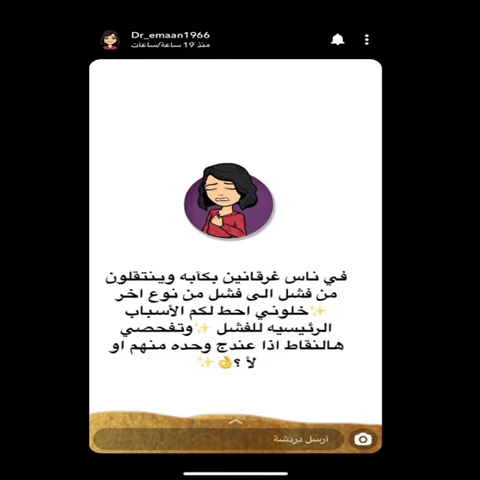 Dr_emaan1966
منذ 19 ساعة/ساعات
في ناس غرقانين بكآبه وينتقلون
من فشل الى فشل من نوع اخر
✨خلوني احط لكم الأسباب
الرئيسيه للفشل ✨وتفحصي
هالنقاط اذا عندج وحده منهم او
لأ ؟👌✨
ارسل دردشة